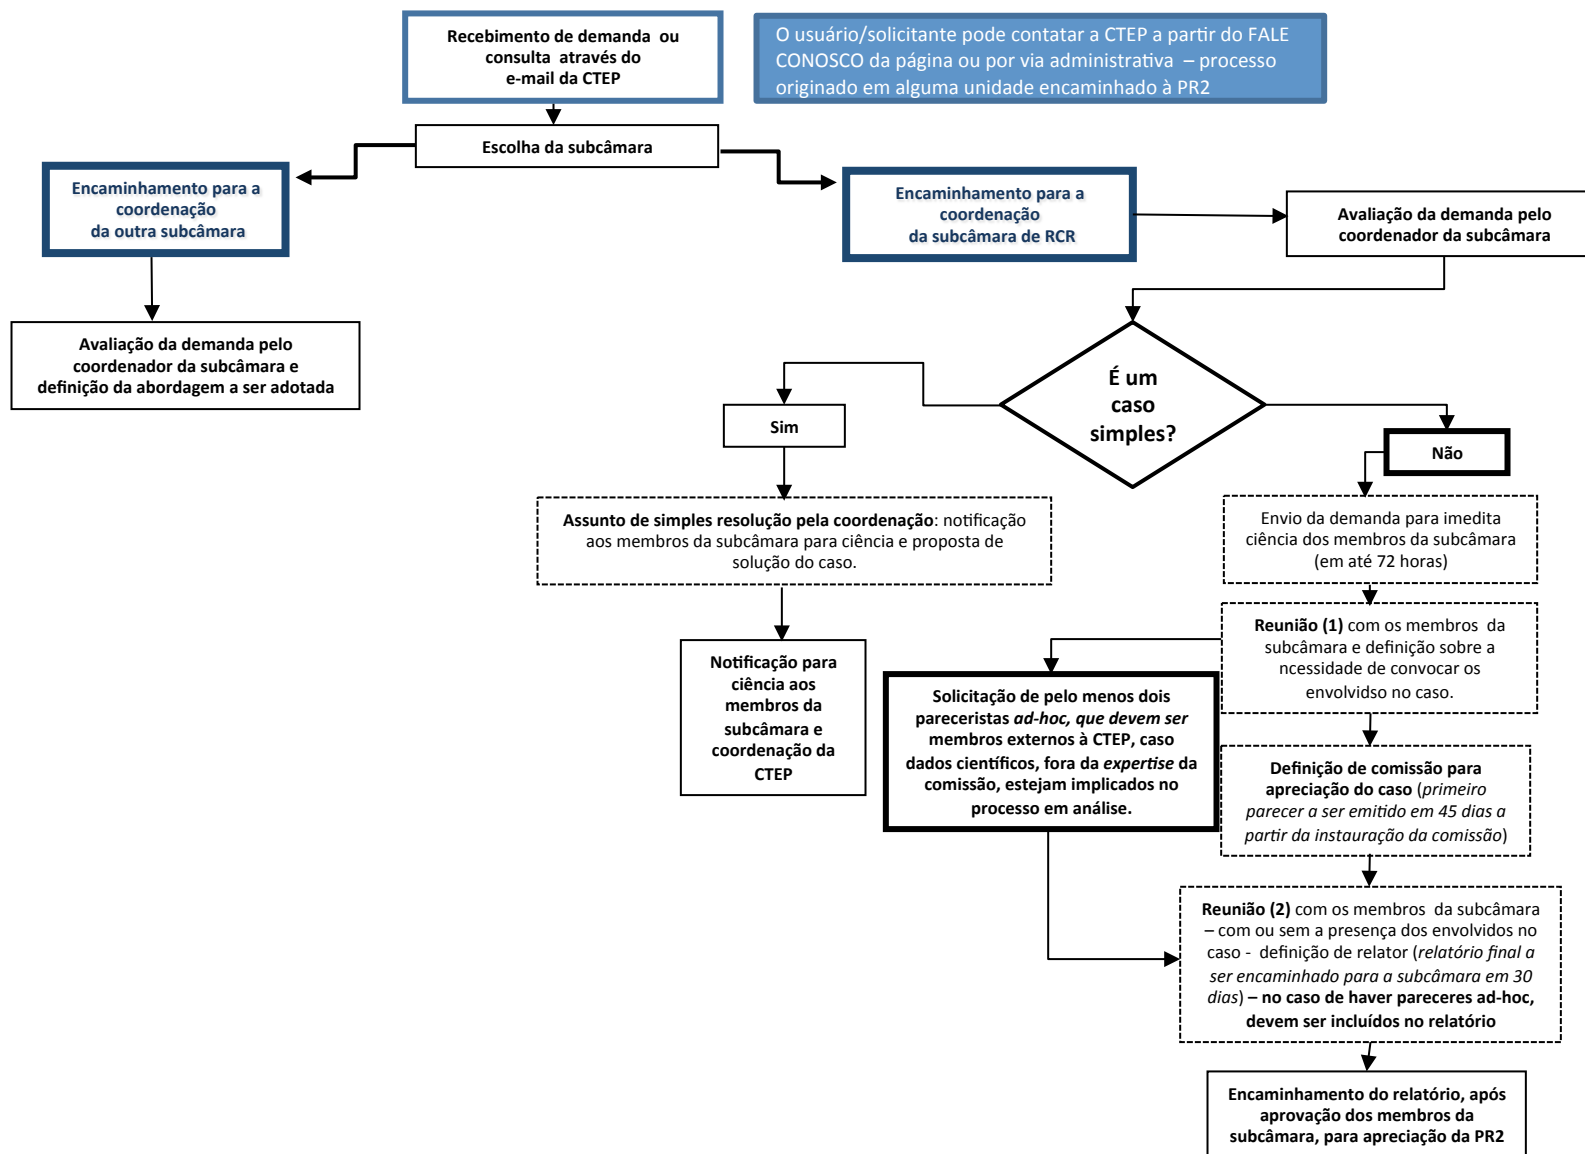 Recebimento de demanda ou
consulta através do
e-mail da CTEP
O usuário/solicitante pode contatar a CTEP a partir do FALE
CONOSCO da página ou por via administrativa – processo
originado em alguma unidade encaminhado à PR2
Escolha da subcâmara
Encaminhamento para a
coordenação
da outra subcâmara
Encaminhamento para a
coordenação
da subcâmara de RCR
Avaliação da demanda pelo
coordenador da subcâmara
Avaliação da demanda pelo
coordenador da subcâmara e
definição da abordagem a ser adotada
É um
caso
simples?
Sim
Não
Assunto de simples resolução pela coordenação: notificação
aos membros da subcâmara para ciência e proposta de
solução do caso.
Envio da demanda para imedita
ciência dos membros da subcâmara
(em até 72 horas)
Notificação para
ciência aos
membros da
subcâmara e
coordenação da
CTEP
Reunião (1) com os membros da
subcâmara e definição sobre a
ncessidade de convocar os
envolvidso no caso.
Solicitação de pelo menos dois
pareceristas ad-hoc, que devem ser
membros externos à CTEP, caso
dados científicos, fora da expertise da
comissão, estejam implicados no
processo em análise.
Definição de comissão para
apreciação do caso (primeiro
parecer a ser emitido em 45 dias a
partir da instauração da comissão)
Reunião (2) com os membros da subcâmara
– com ou sem a presença dos envolvidos no
caso - definição de relator (relatório final a
ser encaminhado para a subcâmara em 30
dias) – no caso de haver pareceres ad-hoc,
devem ser incluídos no relatório
Encaminhamento do relatório, após
aprovação dos membros da
subcâmara, para apreciação da PR2